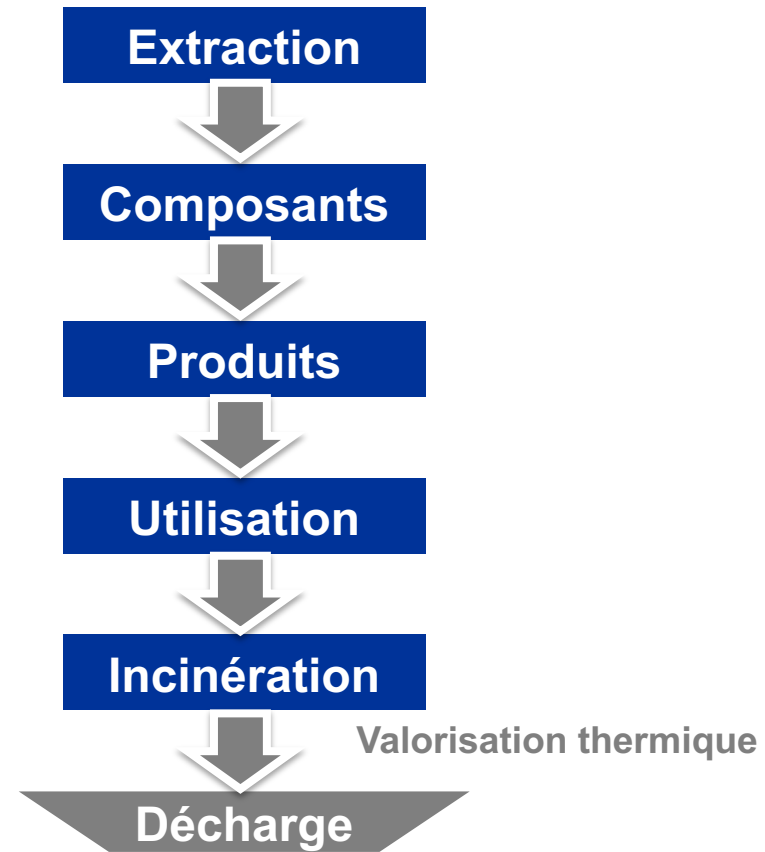 Extraction
Composants
Produits
Utilisation
Incinération
Valorisation thermique
Décharge